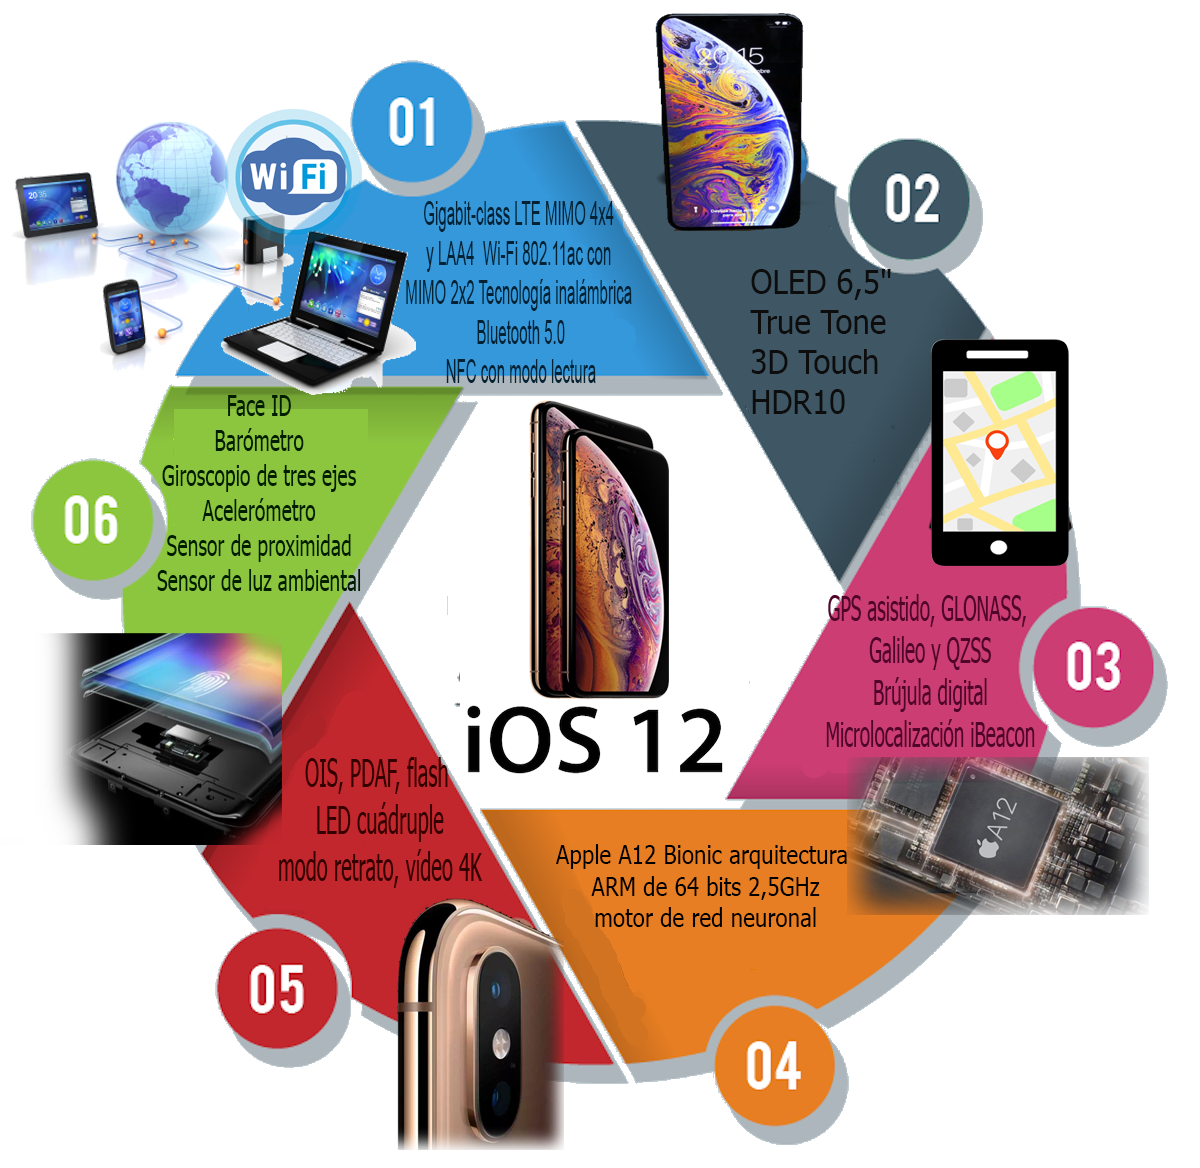 01
WiFi
Gigabit-class LTE MIMO 4x4
y LAA4 Wi-Fi 802.11ac con
MIMO 2x2 Tecnología inalámbrica
Bluetooth 5.0
NFC con modo lectura
20:15
02
OLED 6,5"
True Tone
3D Touch
HDR10
GPS asistido, GLONASS,
Galileo y QZSS
Brújula digital
Microlocalización iBeacon
03
A12
Apple A12 Bionic arquitectura
ARM de 64 bits 2,5GHz
motor de red neuronal
04
OIS, PDAF, flash
LED cuádruple
modo retrato, vídeo 4K
05
Face ID
Barómetro
Giroscopio de tres ejes
Acelerómetro
Sensor de proximidad
Sensor de luz ambiental
06
iOS 12
20:35